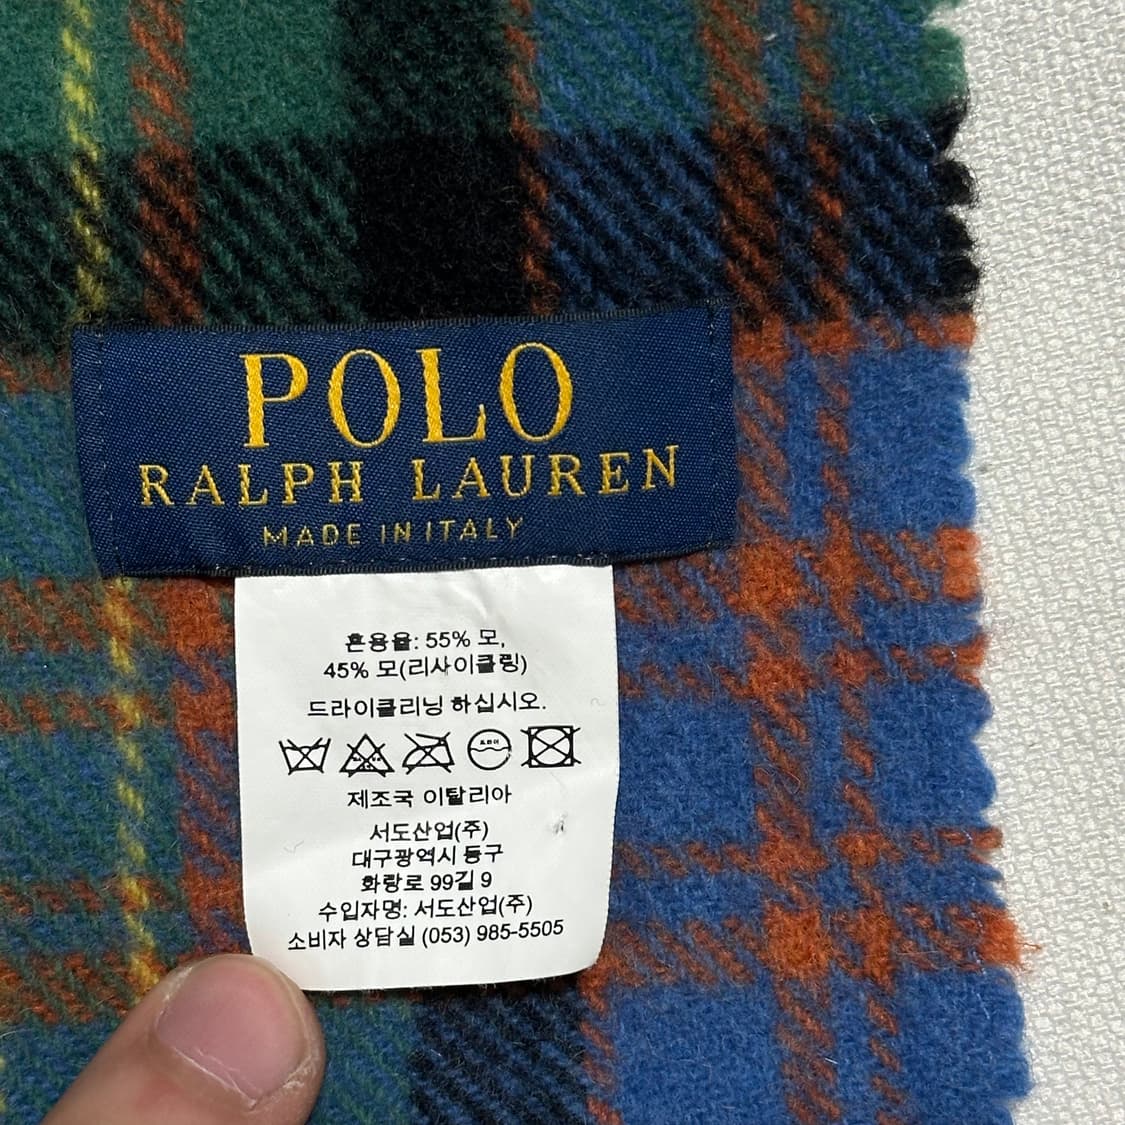 POLO
RALPH LAUREN
MADE IN ITALY
혼용율: 55% 모,
45% 모(리사이클링)
드라이클리닝 하십시오.
드라이
제조국 이탈리아
서도산업(주)
대구광역시 동구
화랑로 99길 9
수입자명: 서도산업(주)
소비자 상담실 (053) 985-5505